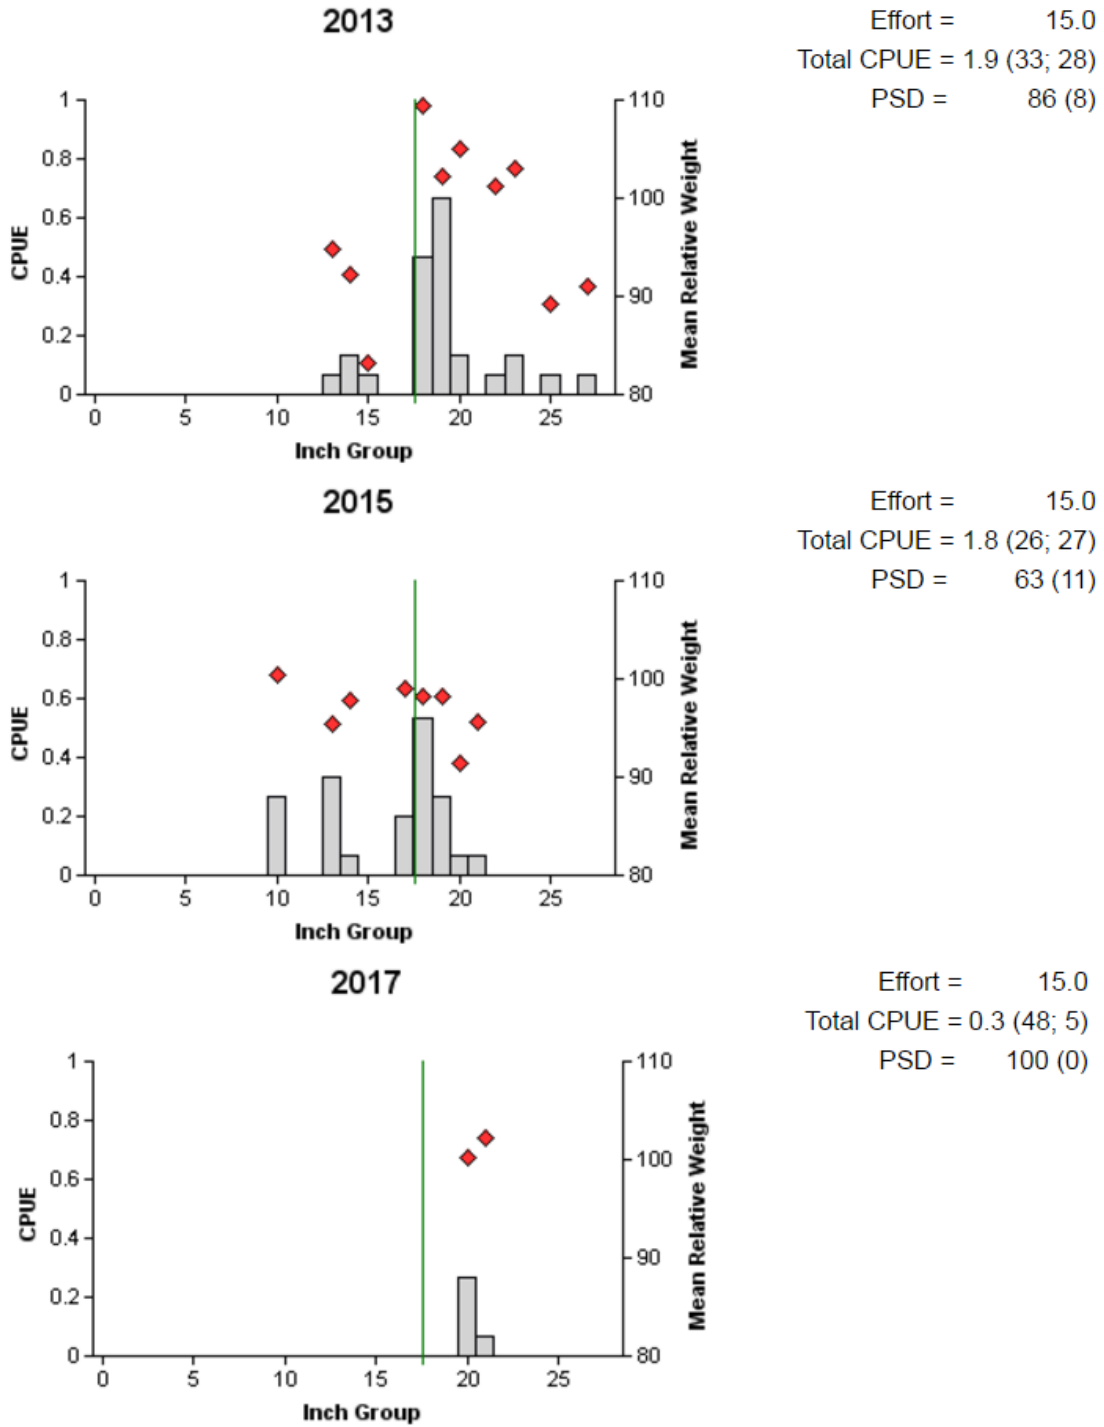 2013
Effort = 15.0
Total CPUE = 1.9 (33; 28)
PSD = 86 (8)
1
0.8
0.6
0.4
0.2
0
CPUE
110
100
90
80
Mean Relative Weight
0 5 10 15 20 25
Inch Group
2015
Effort = 15.0
Total CPUE = 1.8 (26; 27)
PSD = 63 (11)
1
0.8
0.6
0.4
0.2
0
CPUE
110
100
90
80
Mean Relative Weight
0 5 10 15 20 25
Inch Group
2017
Effort = 15.0
Total CPUE = 0.3 (48; 5)
PSD = 100 (0)
1
0.8
0.6
0.4
0.2
0
CPUE
110
100
90
80
Mean Relative Weight
0 5 10 15 20 25
Inch Group